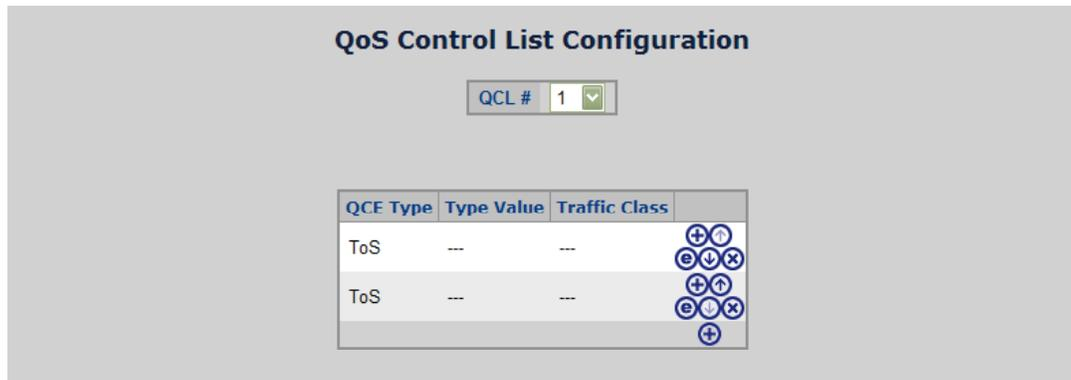 QoS Control List Configuration
QCL # 1
QCE Type Type Value Traffic Class
ToS --- ---
e
ToS --- ---
e